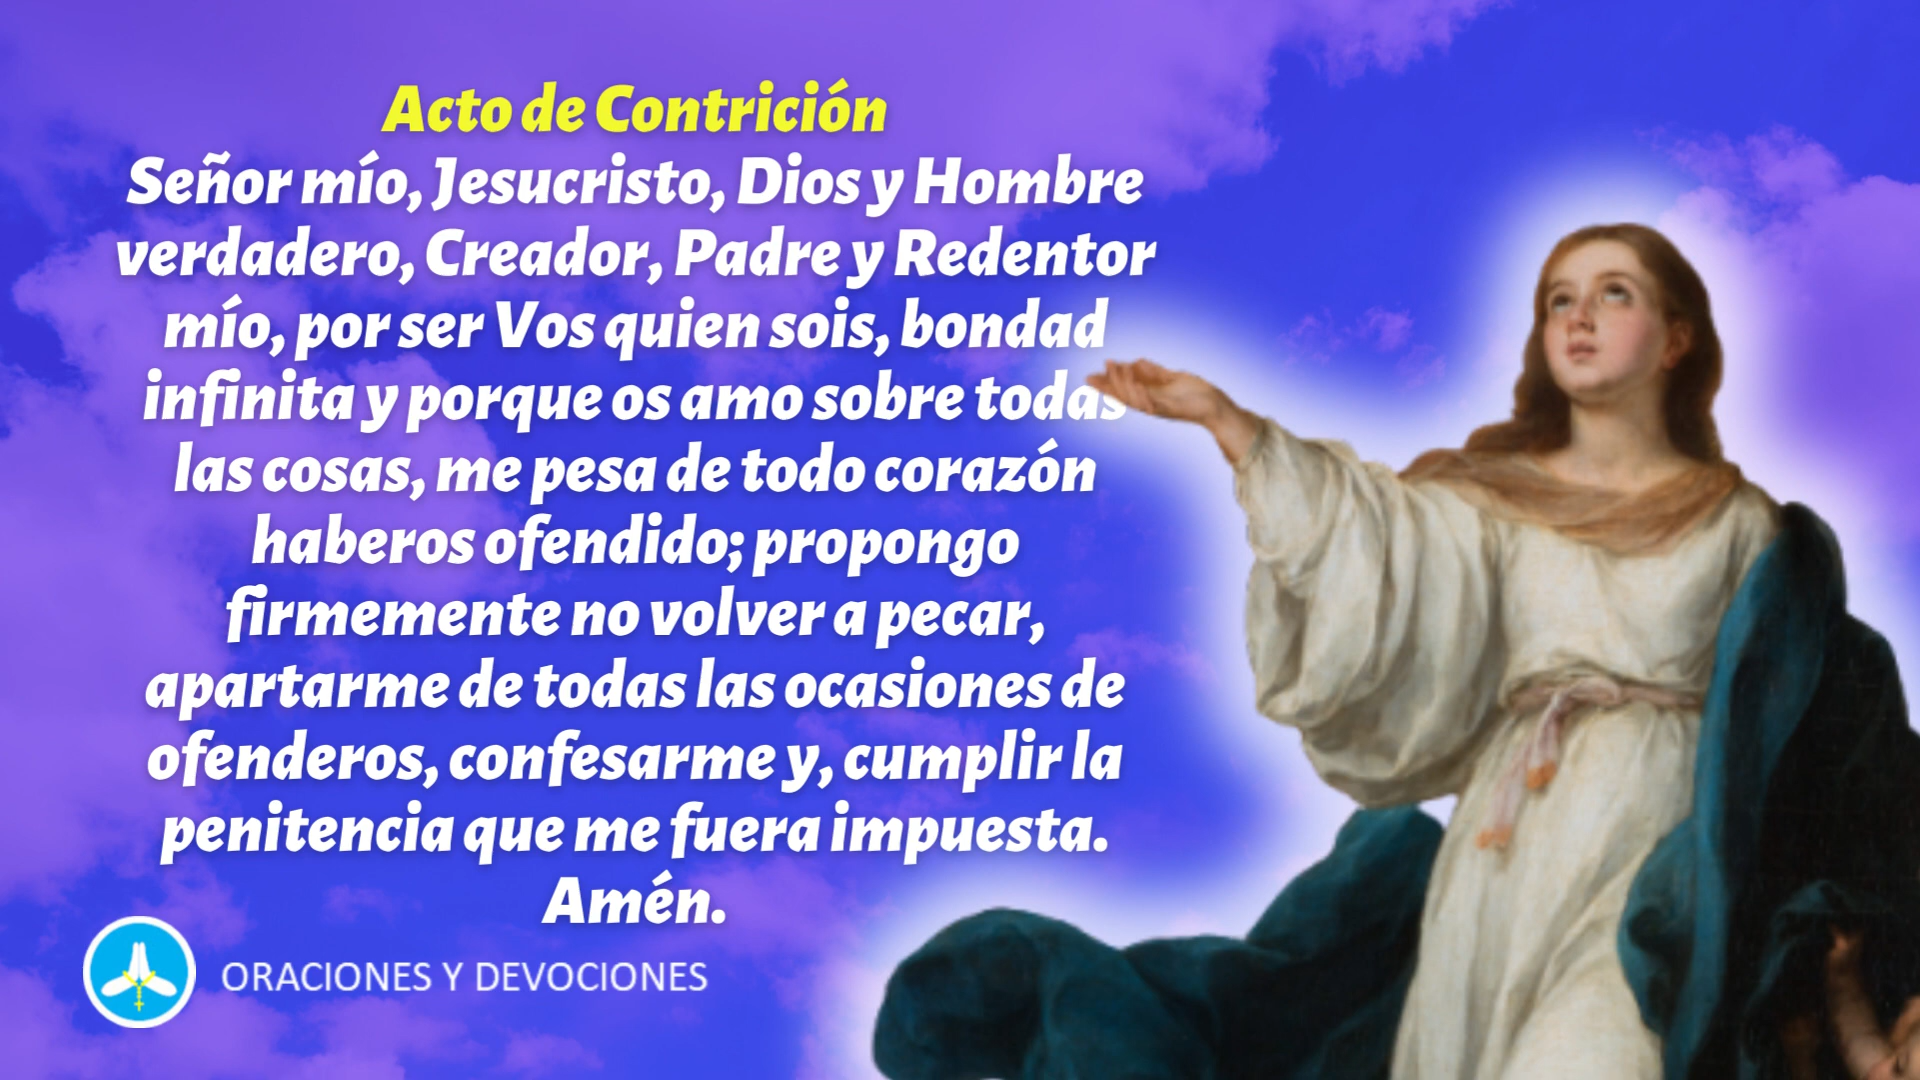 Acto de Contrición
Señor mío, Jesucristo, Dios y Hombre
verdadero, Creador, Padre y Redentor
mío, por ser Vos quien sois, bondad
infinita y porque os amo sobre todas
las cosas, me pesa de todo corazón
haberos ofendido; propongo
firmemente no volver a pecar,
apartarme de todas las ocasiones de
ofenderos, confesarme y, cumplir la
penitencia que me fuera impuesta.
Amén.
ORACIONES Y DEVOCIONES